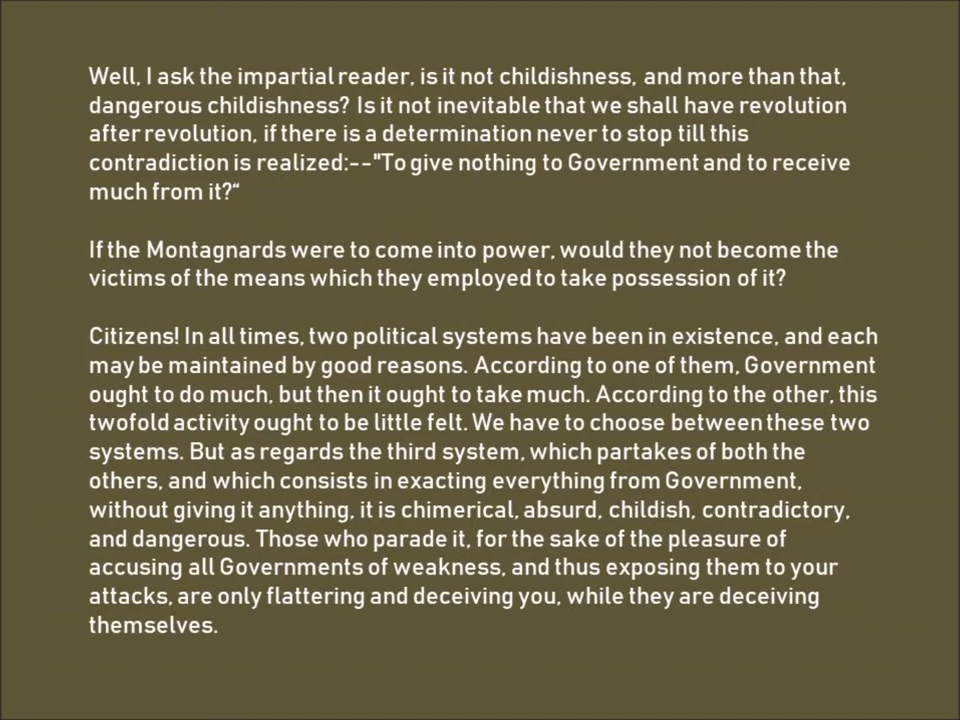 Well, I ask the impartial reader, is it not childishness, and more than that,
dangerous childishness? Is it not inevitable that we shall have revolution
after revolution, if there is a determination never to stop till this
contradiction is realized:--"To give nothing to Government and to receive
much from it?“
If the Montagnards were to come into power, would they not become the
victims of the means which they employed to take possession of it?
Citizens! In all times, two political systems have been in existence, and each
may be maintained by good reasons. According to one of them, Government
ought to do much, but then it ought to take much. According to the other, this
twofold activity ought to be little felt. We have to choose between these two
systems. But as regards the third system, which partakes of both the
others, and which consists in exacting everything from Government,
without giving it anything, it is chimerical, absurd, childish, contradictory,
and dangerous. Those who parade it, for the sake of the pleasure of
accusing all Governments of weakness, and thus exposing them to your
attacks, are only flattering and deceiving you, while they are deceiving
themselves.